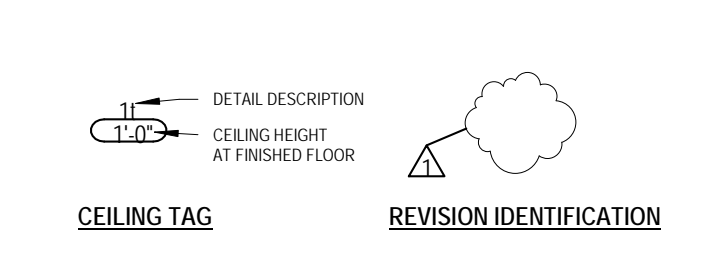 1t
DETAIL DESCRIPTION
1'-0"
CEILING HEIGHT
AT FINISHED FLOOR
1
CEILING TAG
REVISION IDENTIFICATION